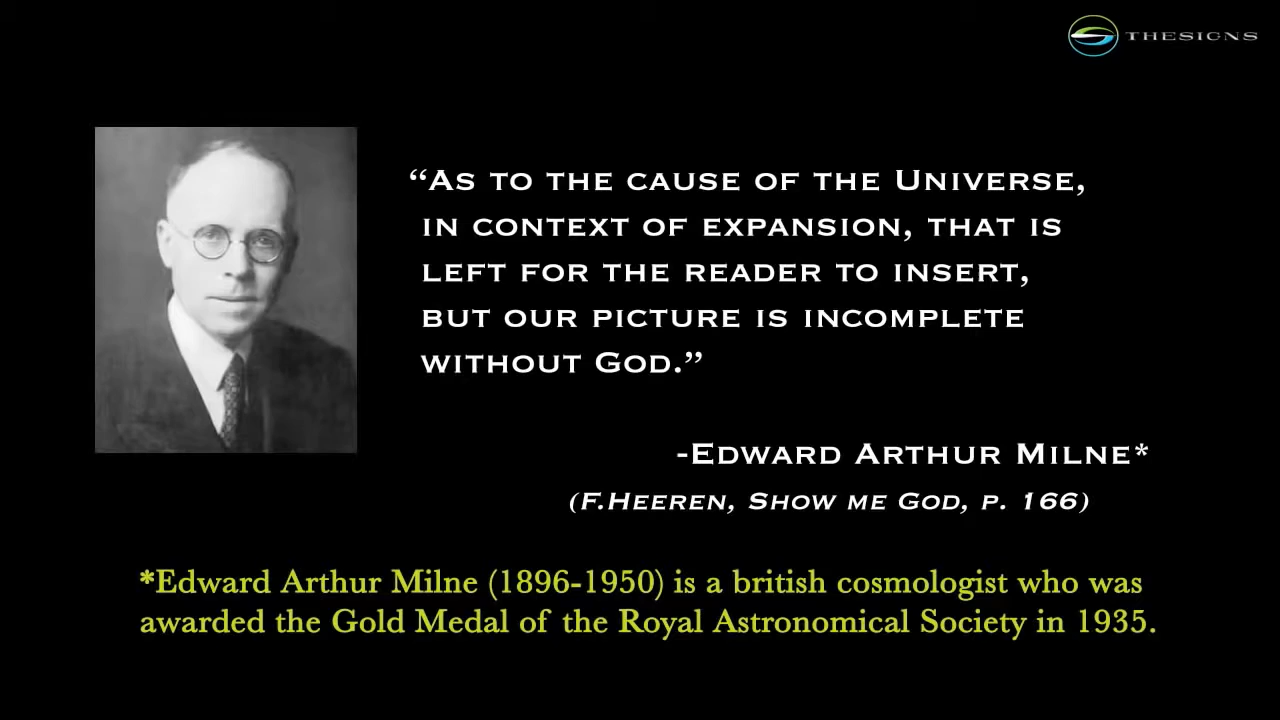 THESIGNS
“As to the cause of the Universe,
in context of expansion, that is
left for the reader to insert,
but our picture is incomplete
without God.”
-Edward Arthur Milne*
(F.Heeren, Show me God, p. 166)
*Edward Arthur Milne (1896-1950) is a british cosmologist who was
awarded the Gold Medal of the Royal Astronomical Society in 1935.